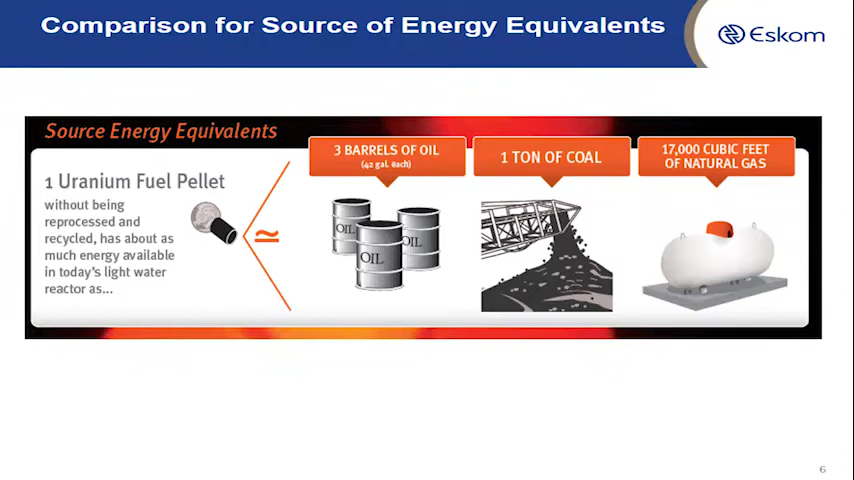 Comparison for Source of Energy Equivalents
Eskom
Source Energy Equivalents
1 Uranium Fuel Pellet
without being
reprocessed and
recycled, has about as
much energy available
in today's light water
reactor as...
≅
3 BARRELS OF OIL
(42 gal. each)
OIL
OIL
OIL
1 TON OF COAL
17,000 CUBIC FEET
OF NATURAL GAS
6